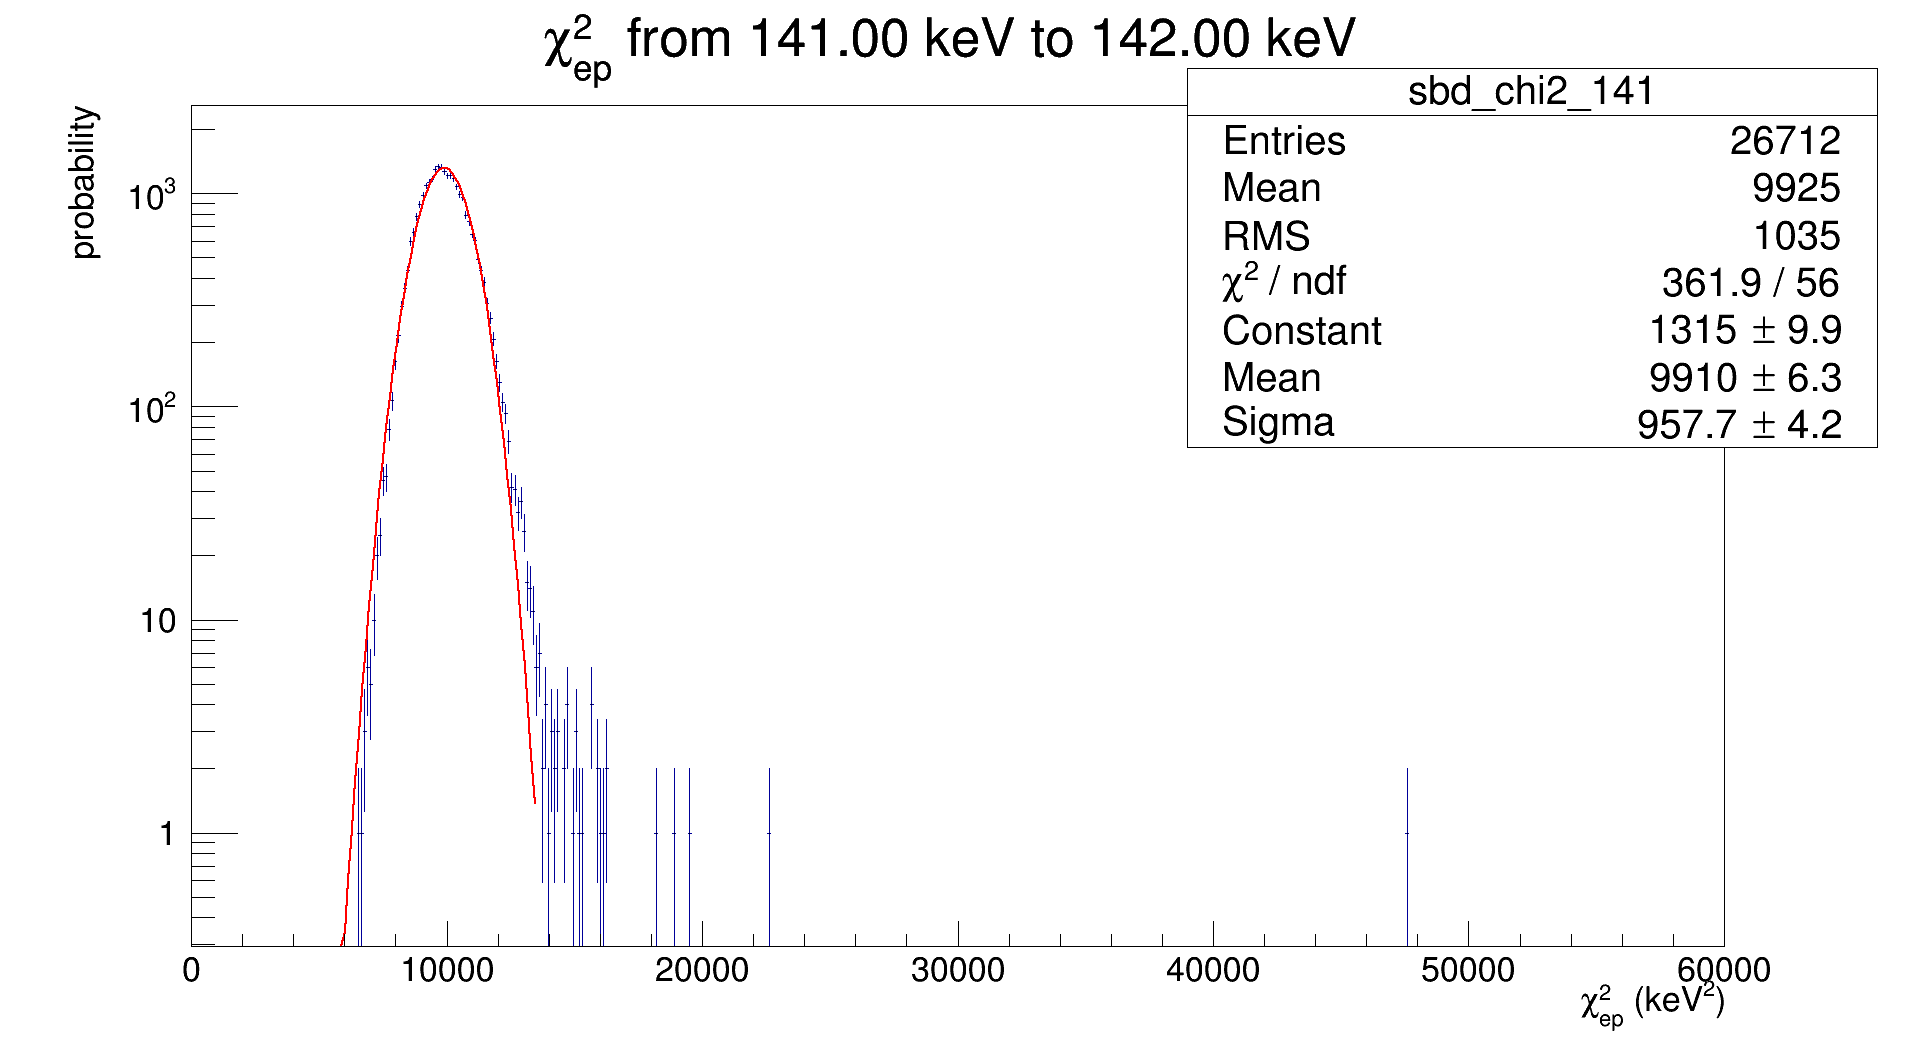 χ²ep from 141.00 keV to 142.00 keV
sbd_chi2_141
Entries 26712
Mean 9925
RMS 1035
χ² / ndf 361.9 / 56
Constant 1315 ± 9.9
Mean 9910 ± 6.3
Sigma 957.7 ± 4.2
probability
10³
10²
10
1
0 10000 20000 30000 40000 50000 60000
χ²ep (keV²)